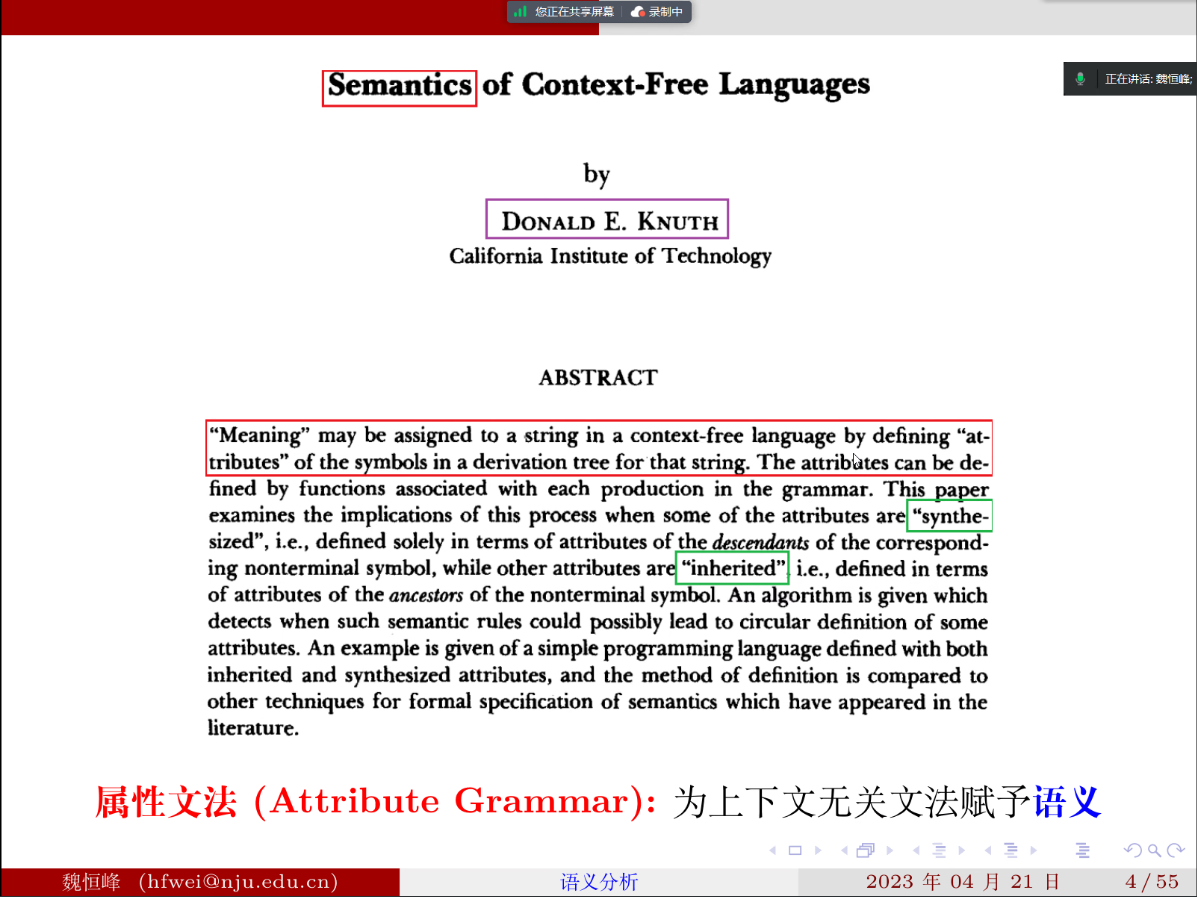 您正在共享屏幕 录制中
Semantics of Context-Free Languages
正在讲话: 魏恒峰;
by
DONALD E. KNUTH
California Institute of Technology
ABSTRACT
“Meaning” may be assigned to a string in a context-free language by defining “at-
tributes” of the symbols in a derivation tree for that string. The attributes can be de-
fined by functions associated with each production in the grammar. This paper
examines the implications of this process when some of the attributes are “synthe-
sized”, i.e., defined solely in terms of attributes of the descendants of the correspond-
ing nonterminal symbol, while other attributes are “inherited”, i.e., defined in terms
of attributes of the ancestors of the nonterminal symbol. An algorithm is given which
detects when such semantic rules could possibly lead to circular definition of some
attributes. An example is given of a simple programming language defined with both
inherited and synthesized attributes, and the method of definition is compared to
other techniques for formal specification of semantics which have appeared in the
literature.
属性文法 (Attribute Grammar): 为上下文无关文法赋予语义
魏恒峰 (hfwei@nju.edu.cn) 语义分析 2023 年 04 月 21 日 4 / 55